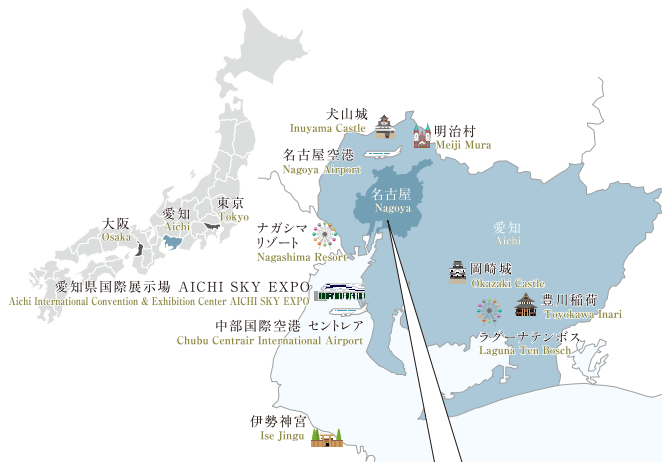 犬山城
Inuyama Castle
明治村
Meiji Mura
名古屋空港
Nagoya Airport
名古屋
Nagoya
東京
Tokyo
愛知
Aichi
大阪
Osaka
ナガシマ
リゾート
Nagashima Resort
愛知
Aichi
岡崎城
Okazaki Castle
愛知県国際展示場 AICHI SKY EXPO
Aichi International Convention & Exhibition Center AICHI SKY EXPO
豊川稲荷
Toyokawa Inari
中部国際空港 セントレア
Chubu Centrair International Airport
ラグーナテンボス
Laguna Ten Bosch
伊勢神宮
Ise Jingu